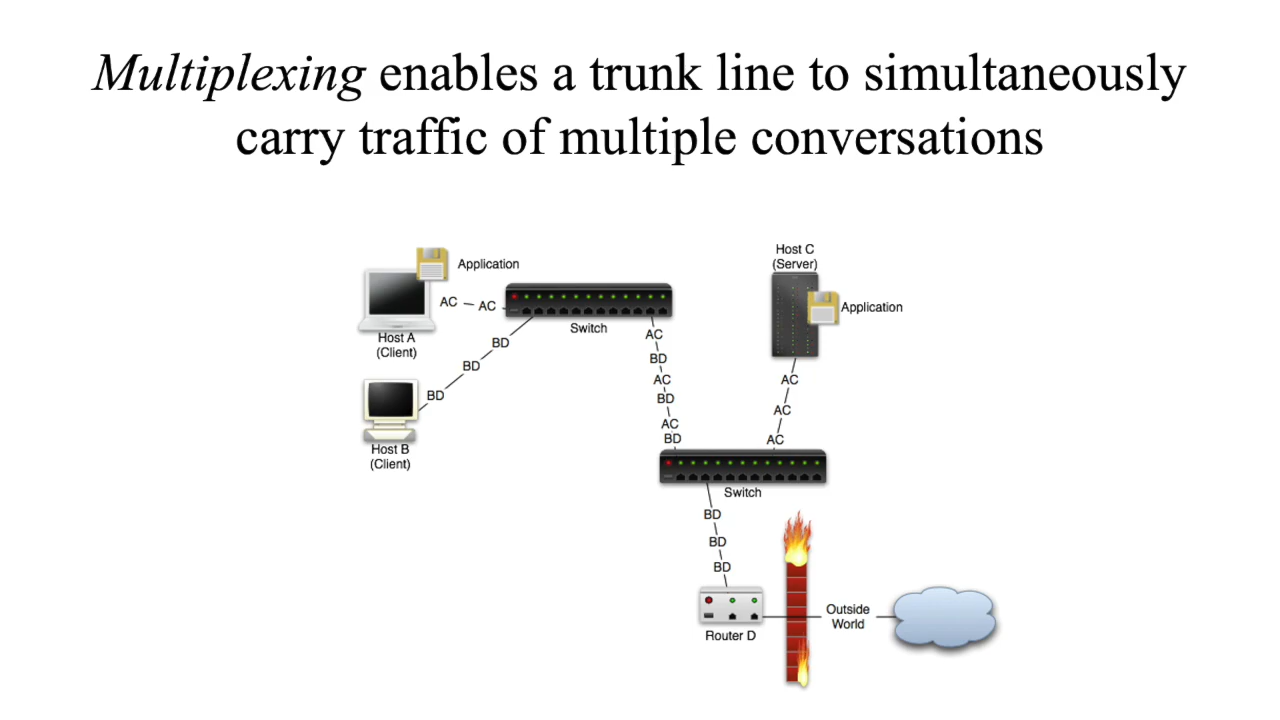 Multiplexing enables a trunk line to simultaneously
carry traffic of multiple conversations
Application
AC
AC
Host A
(Client)
Switch
BD
BD
BD
Host B
(Client)
AC
BD
AC
BD
AC
BD
Host C
(Server)
Application
AC
AC
AC
Switch
BD
BD
BD
Router D
Outside
World